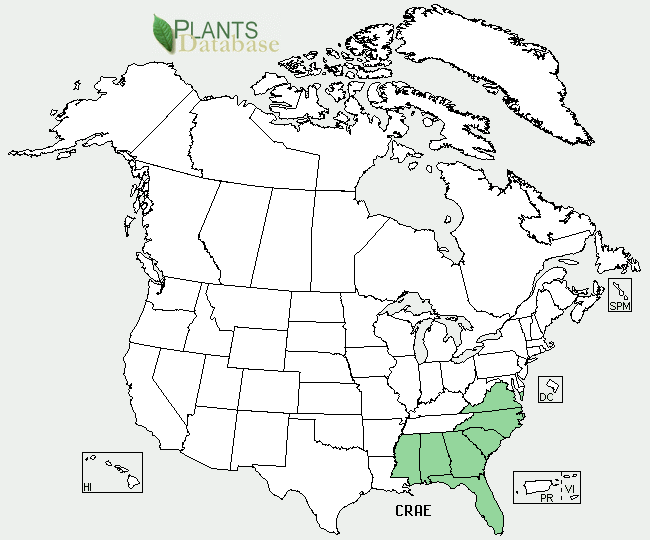 PLANTS
Database
SPM
DC
HI
PR
VI
CRAE